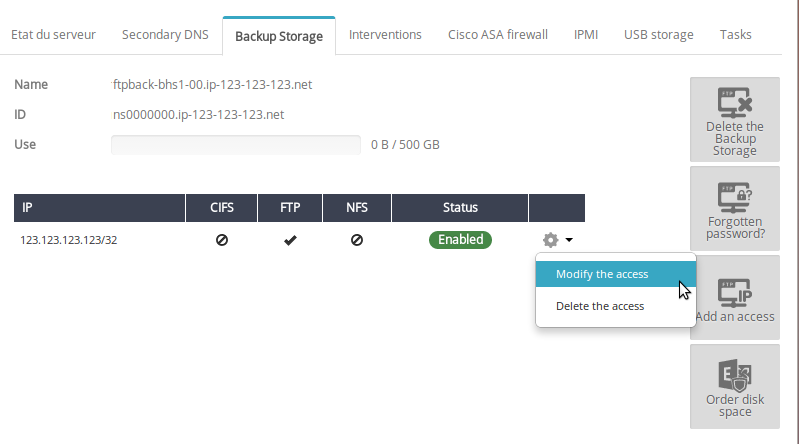 Etat du serveur Secondary DNS Backup Storage Interventions Cisco ASA firewall IPMI USB storage Tasks
Name ftpback-bhs1-00.ip-123-123-123.net
ID ns0000000.ip-123-123-123.net
Use 0 B / 500 GB
FTP
Delete the
Backup
Storage
FTP
Forgotten
password?
FTP
IP
Add an access
Order disk
space
IP CIFS FTP NFS Status
123.123.123.123/32 Enabled
Modify the access
Delete the access